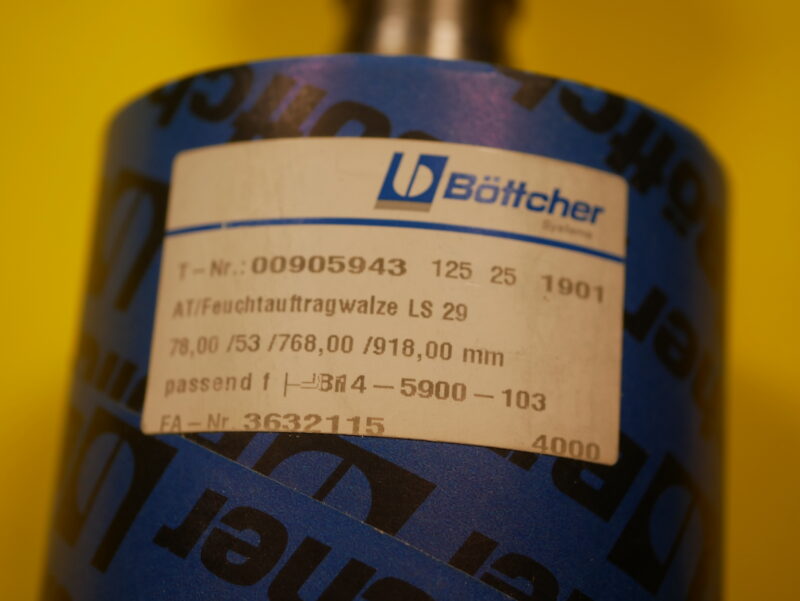 Böttcher
Systems
T-Nr.: 00905943 125 25 1901
AT/Feuchtauftragwalze LS 29
78,00 /53 /768,00 /918,00 mm
passend f 314-5900-103
FA-Nr. 3632115
4000